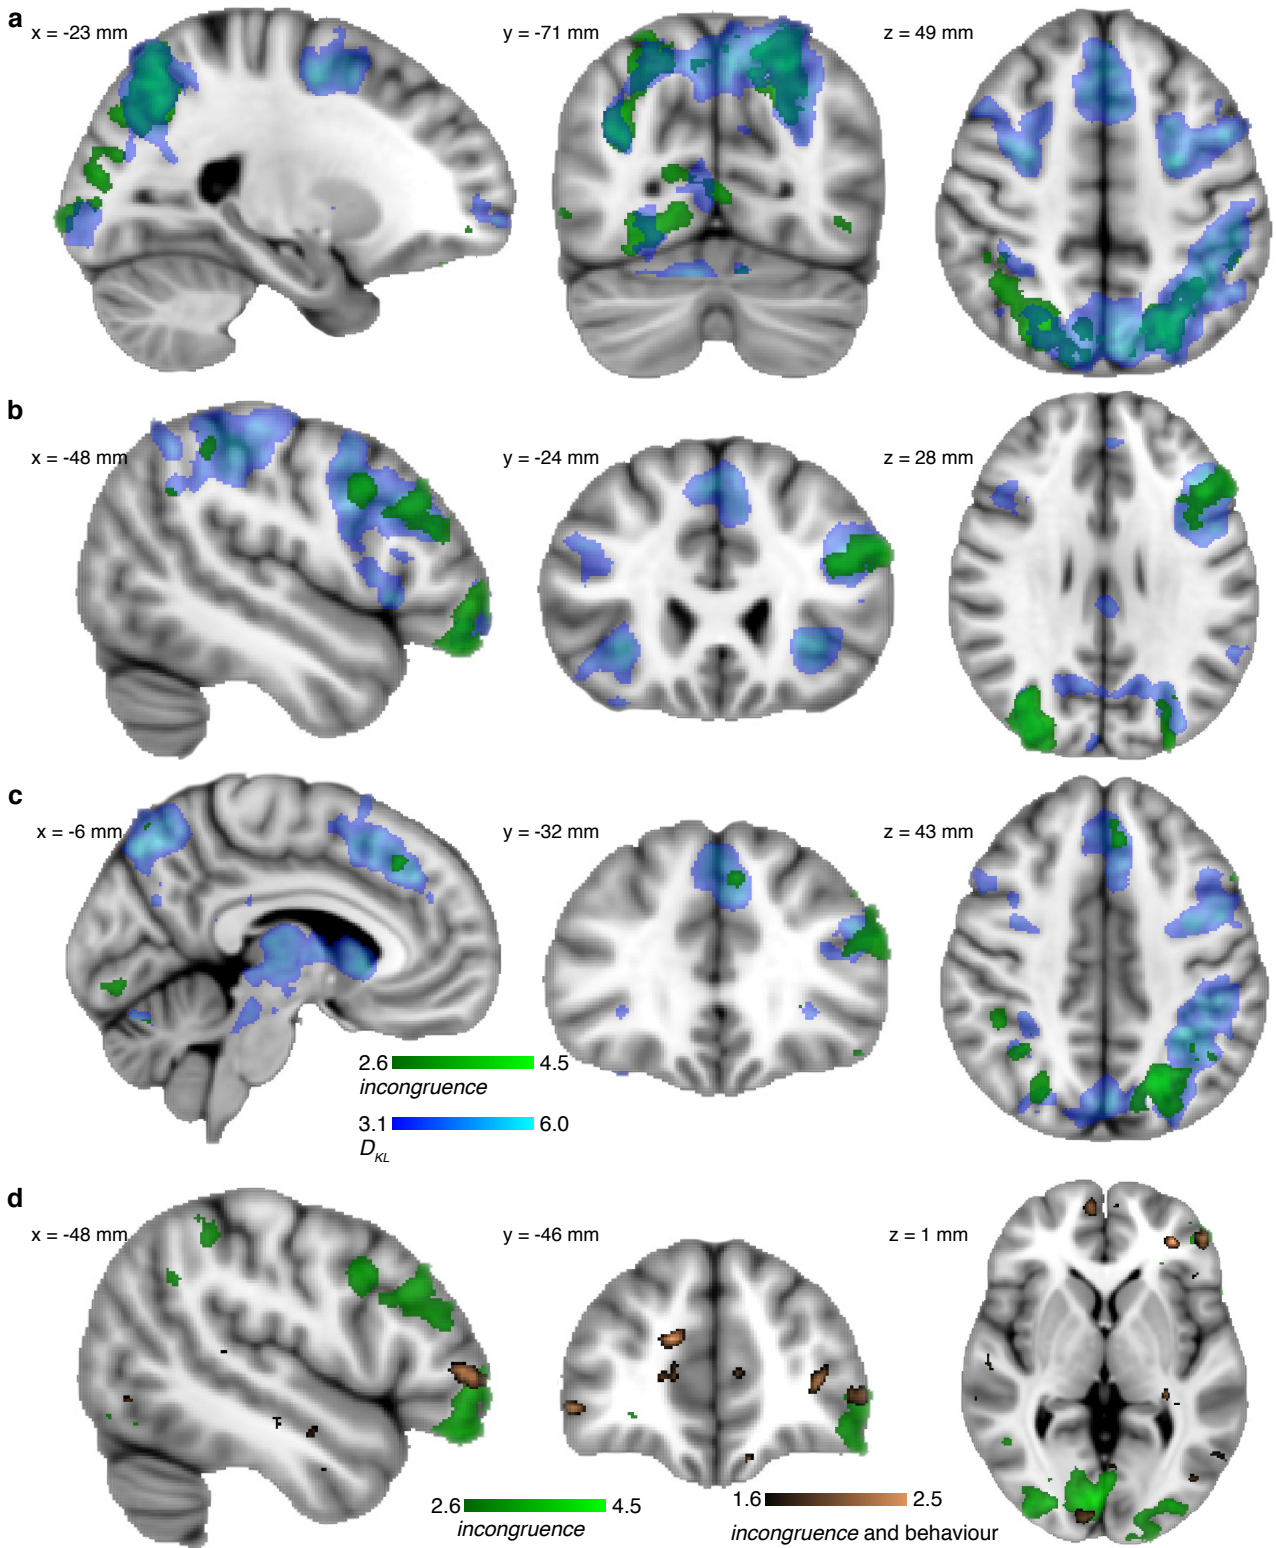 a
x = -23 mm
y = -71 mm
z = 49 mm
b
x = -48 mm
y = -24 mm
z = 28 mm
c
x = -6 mm
y = -32 mm
z = 43 mm
2.6 4.5
incongruence
3.1 6.0
D_KL
d
x = -48 mm
y = -46 mm
z = 1 mm
2.6 4.5
incongruence
1.6 2.5
incongruence and behaviour